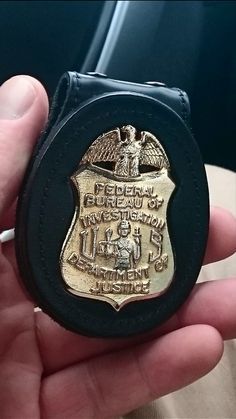 FEDERAL
BUREAU OF
INVESTIGATION
U S
DEPARTMENT OF
JUSTICE